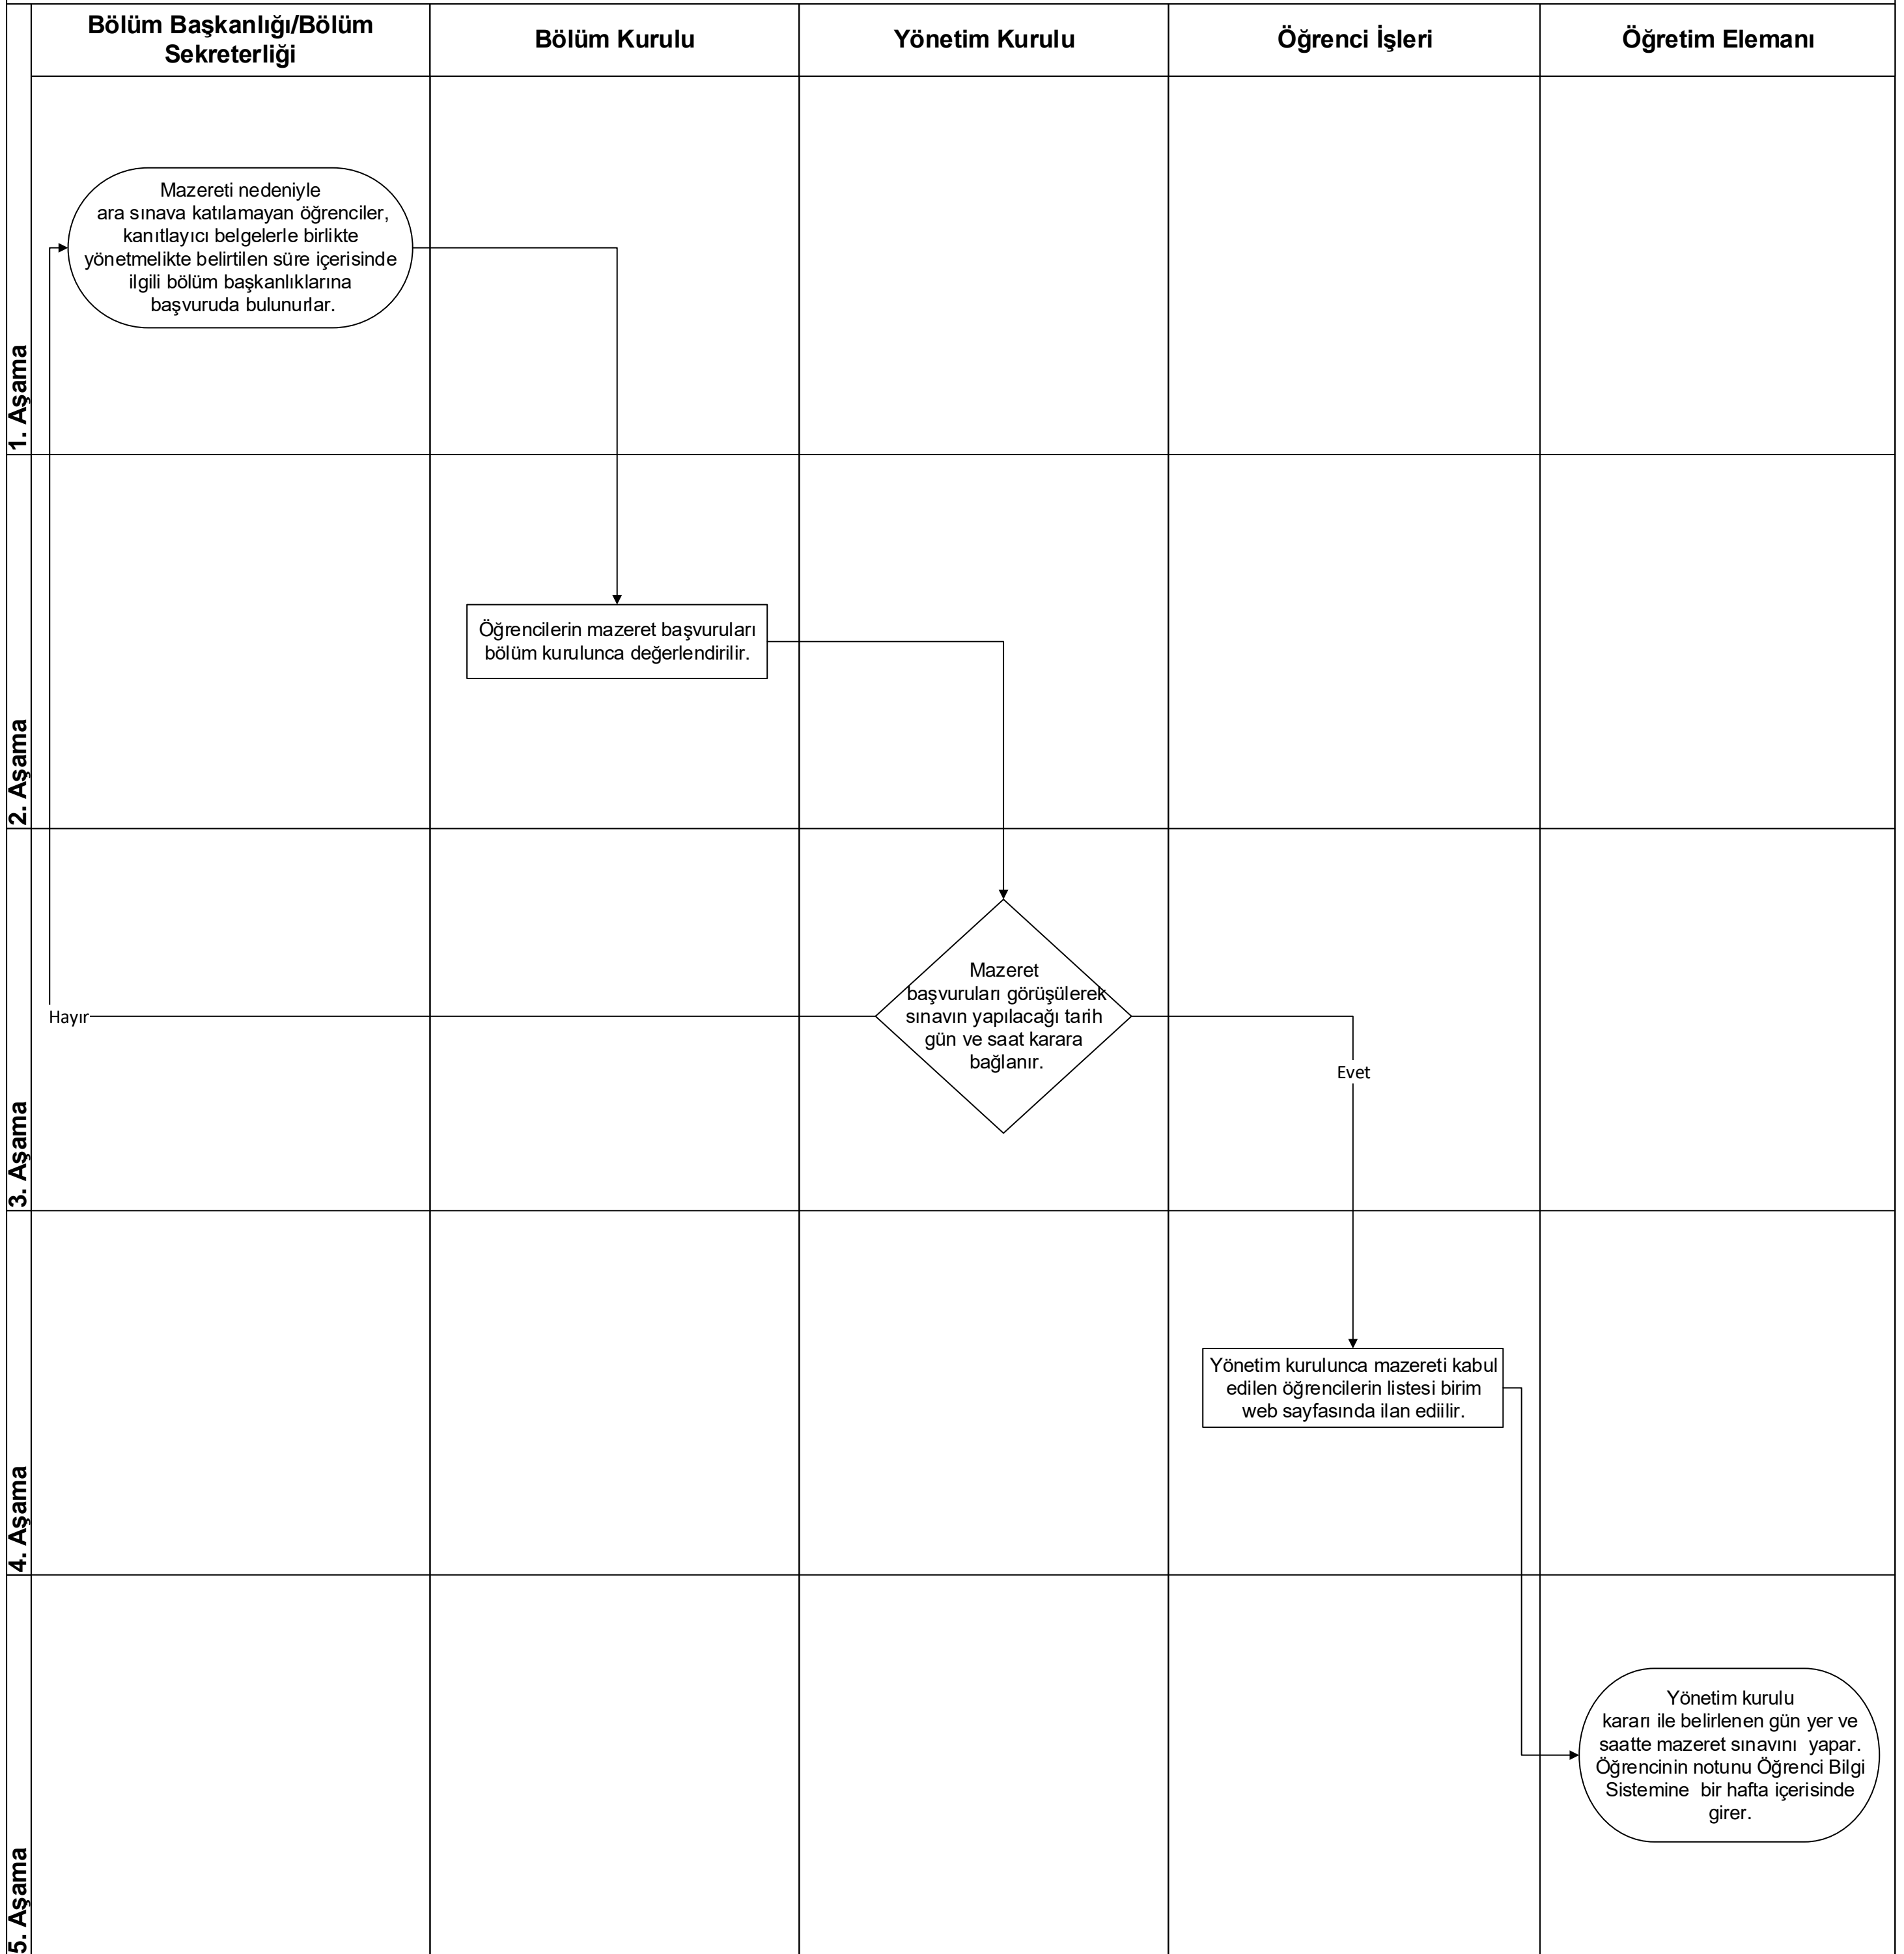 Bölüm Başkanlığı/Bölüm
Sekreterliği
Bölüm Kurulu
Yönetim Kurulu
Öğrenci İşleri
Öğretim Elemanı
1. Aşama
Mazereti nedeniyle
ara sınava katılamayan öğrenciler,
kanıtlayıcı belgelerle birlikte
yönetmelikte belirtilen süre içerisinde
ilgili bölüm başkanlıklarına
başvuruda bulunurlar.
2. Aşama
Öğrencilerin mazeret başvuruları
bölüm kurulunca değerlendirilir.
3. Aşama
Hayır
Mazeret
başvuruları görüşülerek
sınavın yapılacağı tarih
gün ve saat karara
bağlanır.
Evet
4. Aşama
Yönetim kurulunca mazereti kabul
edilen öğrencilerin listesi birim
web sayfasında ilan ediilir.
5. Aşama
Yönetim kurulu
kararı ile belirlenen gün yer ve
saatte mazeret sınavını  yapar.
Öğrencinin notunu Öğrenci Bilgi
Sistemine  bir hafta içerisinde
girer.